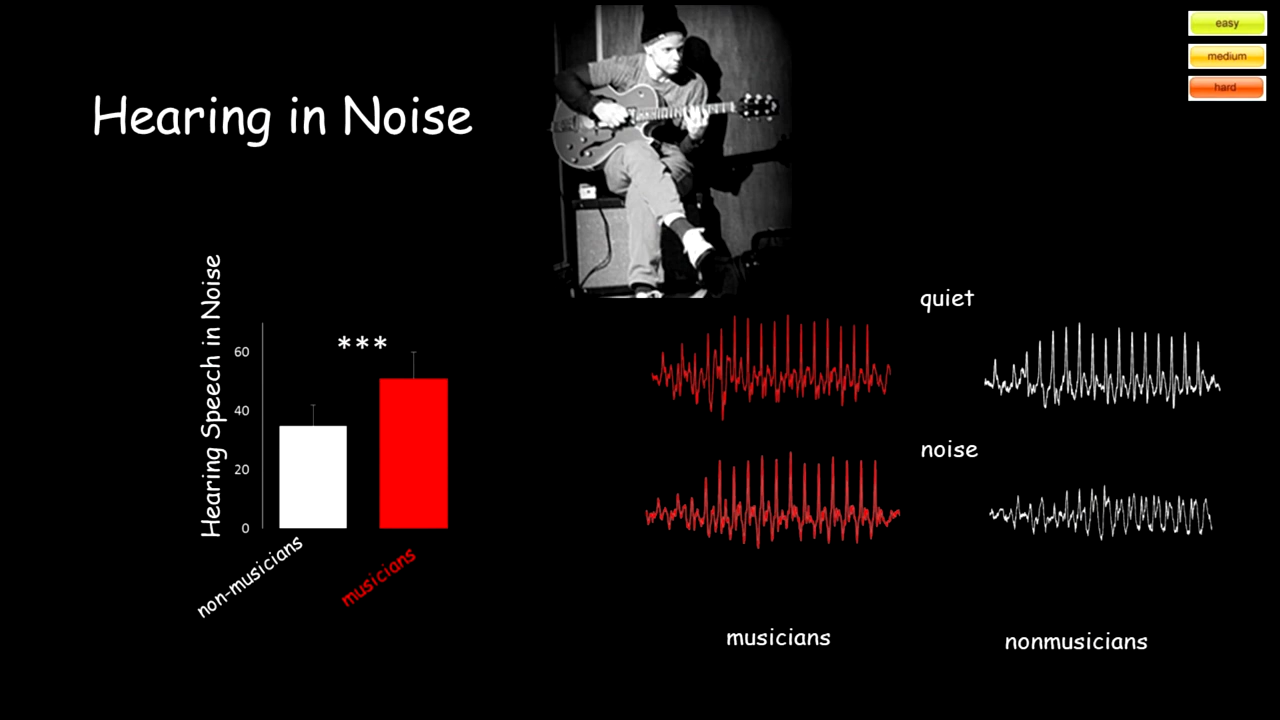 easy
medium
hard
Hearing in Noise
Hearing Speech in Noise
60
40
20
0
***
non-musicians
musicians
quiet
noise
musicians
nonmusicians